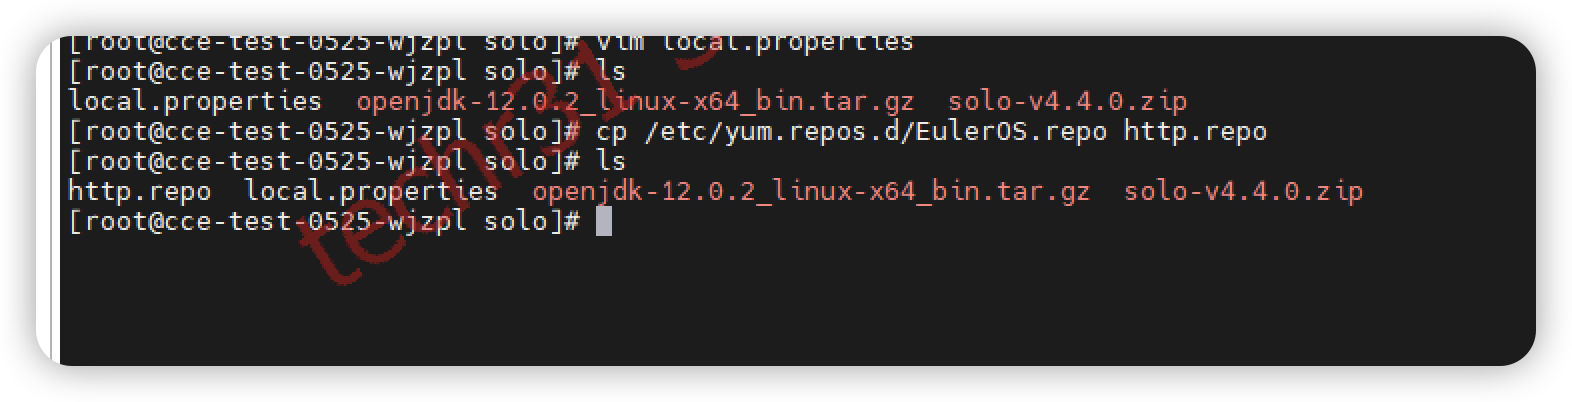 [root@cce-test-0525-wjzpl solo]# vim local.properties
[root@cce-test-0525-wjzpl solo]# ls
local.properties  openjdk-12.0.2_linux-x64_bin.tar.gz  solo-v4.4.0.zip
[root@cce-test-0525-wjzpl solo]# cp /etc/yum.repos.d/EulerOS.repo http.repo
[root@cce-test-0525-wjzpl solo]# ls
http.repo  local.properties  openjdk-12.0.2_linux-x64_bin.tar.gz  solo-v4.4.0.zip
[root@cce-test-0525-wjzpl solo]#
techr31